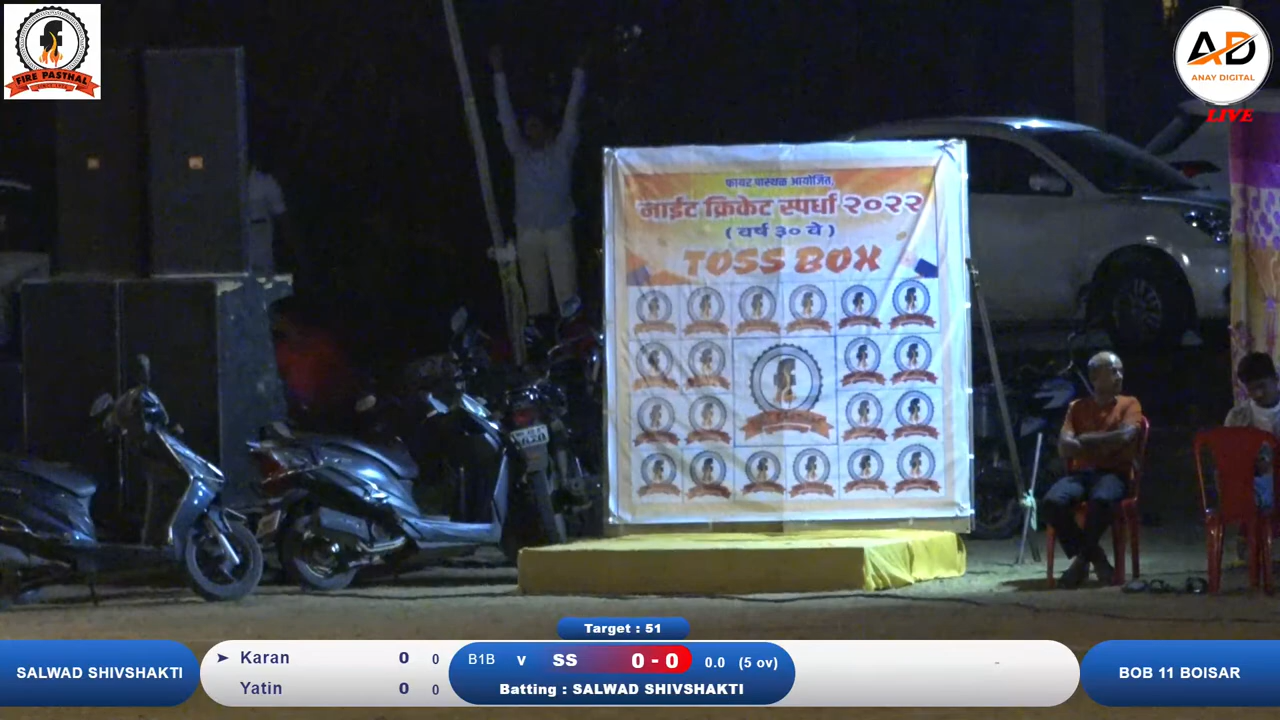 FIRE PASTHAL
AD
ANAY DIGITAL
LIVE
फायर पास्थळ आयोजित,
नाईट क्रिकेट स्पर्धा २०२२
( वर्ष ३० वे )
TOSS BOX
Target : 51
SALWAD SHIVSHAKTI
Karan 0 0
Yatin 0 0
B1B v SS 0 - 0 0.0 (5 ov)
Batting : SALWAD SHIVSHAKTI
BOB 11 BOISAR